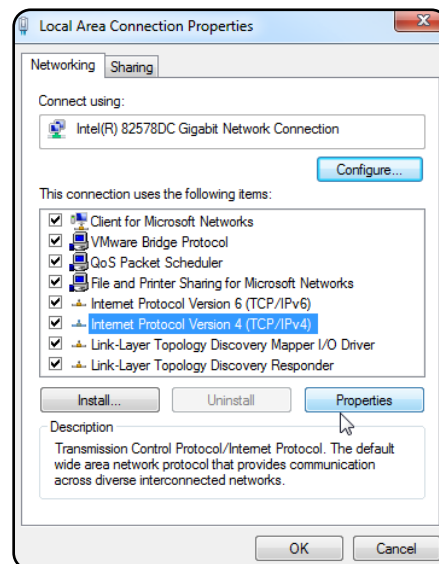 Local Area Connection Properties
Networking
Sharing
Connect using:
Intel(R) 82578DC Gigabit Network Connection
Configure...
This connection uses the following items:
Client for Microsoft Networks
VMware Bridge Protocol
QoS Packet Scheduler
File and Printer Sharing for Microsoft Networks
Internet Protocol Version 6 (TCP/IPv6)
Internet Protocol Version 4 (TCP/IPv4)
Link-Layer Topology Discovery Mapper I/O Driver
Link-Layer Topology Discovery Responder
Install...
Uninstall
Properties
Description
Transmission Control Protocol/Internet Protocol. The default
wide area network protocol that provides communication
across diverse interconnected networks.
OK
Cancel